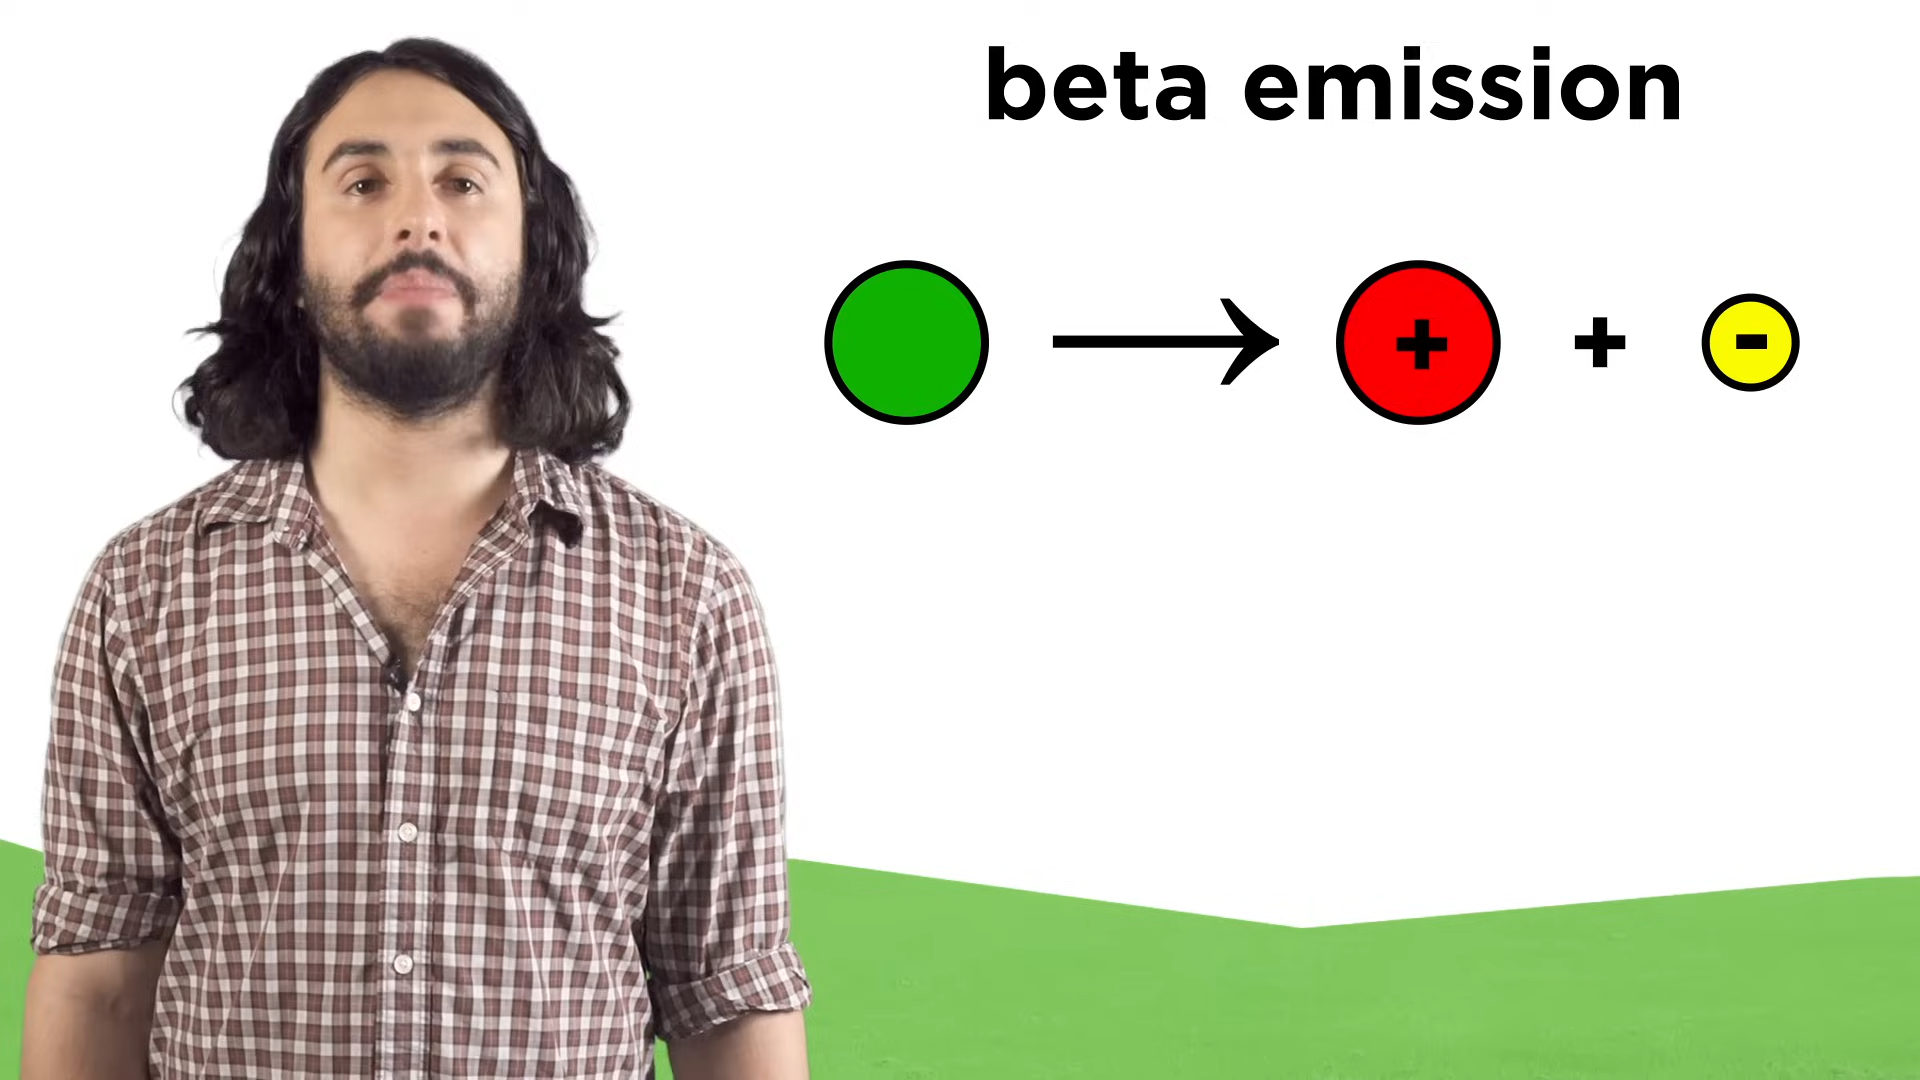 beta emission
+ + -